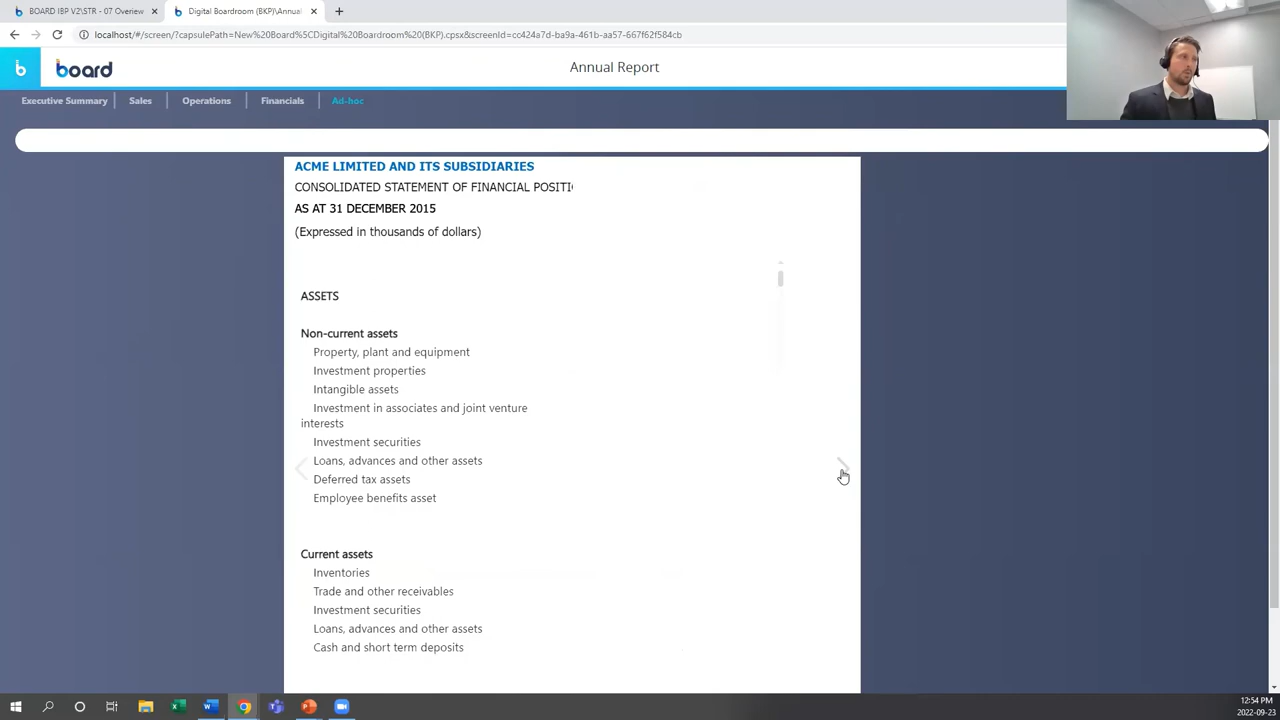 BOARD IBP V2\STR - 07 Overiew
Digital Boardroom (BKP)\Annual
localhost/#/screen/?capsulePath=New%20Board%5CDigital%20Boardroom%20(BKP).cpsx&screenId=cc424a7d-ba9a-461b-aa57-667f62f584cb
b board
Annual Report
Executive Summary Sales Operations Financials Ad-hoc
ACME LIMITED AND ITS SUBSIDIARIES
CONSOLIDATED STATEMENT OF FINANCIAL POSITI
AS AT 31 DECEMBER 2015
(Expressed in thousands of dollars)
ASSETS
Non-current assets
Property, plant and equipment
Investment properties
Intangible assets
Investment in associates and joint venture
interests
Investment securities
Loans, advances and other assets
Deferred tax assets
Employee benefits asset
Current assets
Inventories
Trade and other receivables
Investment securities
Loans, advances and other assets
Cash and short term deposits
12:54 PM
2022-09-23